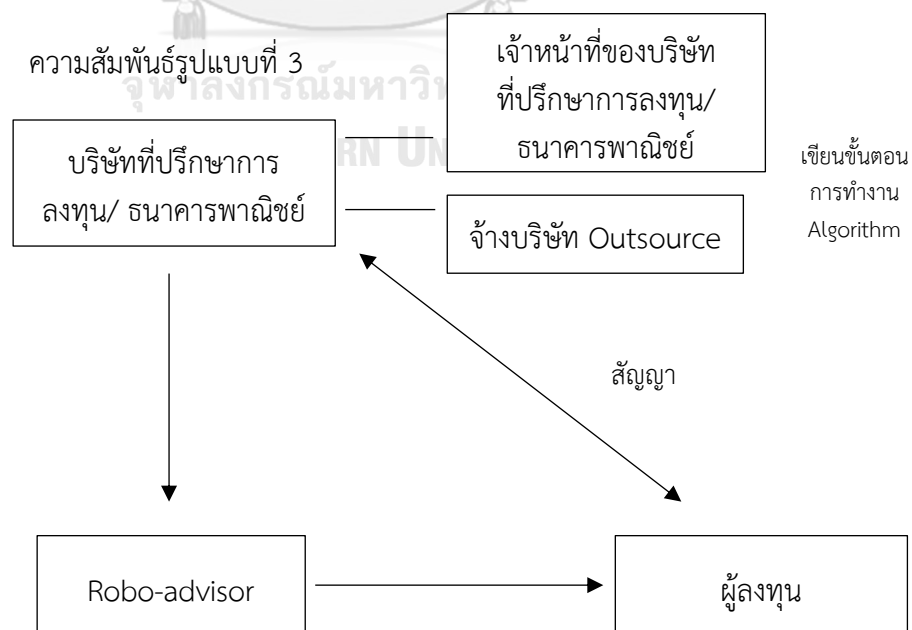 ความสัมพันธ์รูปแบบที่ 3
เจ้าหน้าที่ของบริษัท
ที่ปรึกษาการลงทุน/
ธนาคารพาณิชย์
บริษัทที่ปรึกษาการ
ลงทุน/ ธนาคารพาณิชย์
จ้างบริษัท Outsource
เขียนขั้นตอน
การทำงาน
Algorithm
สัญญา
Robo-advisor
ผู้ลงทุน